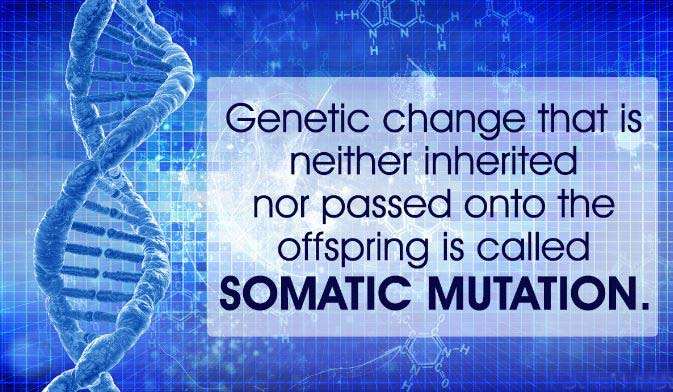 Genetic change that is
neither inherited
nor passed onto the
offspring is called
SOMATIC MUTATION.